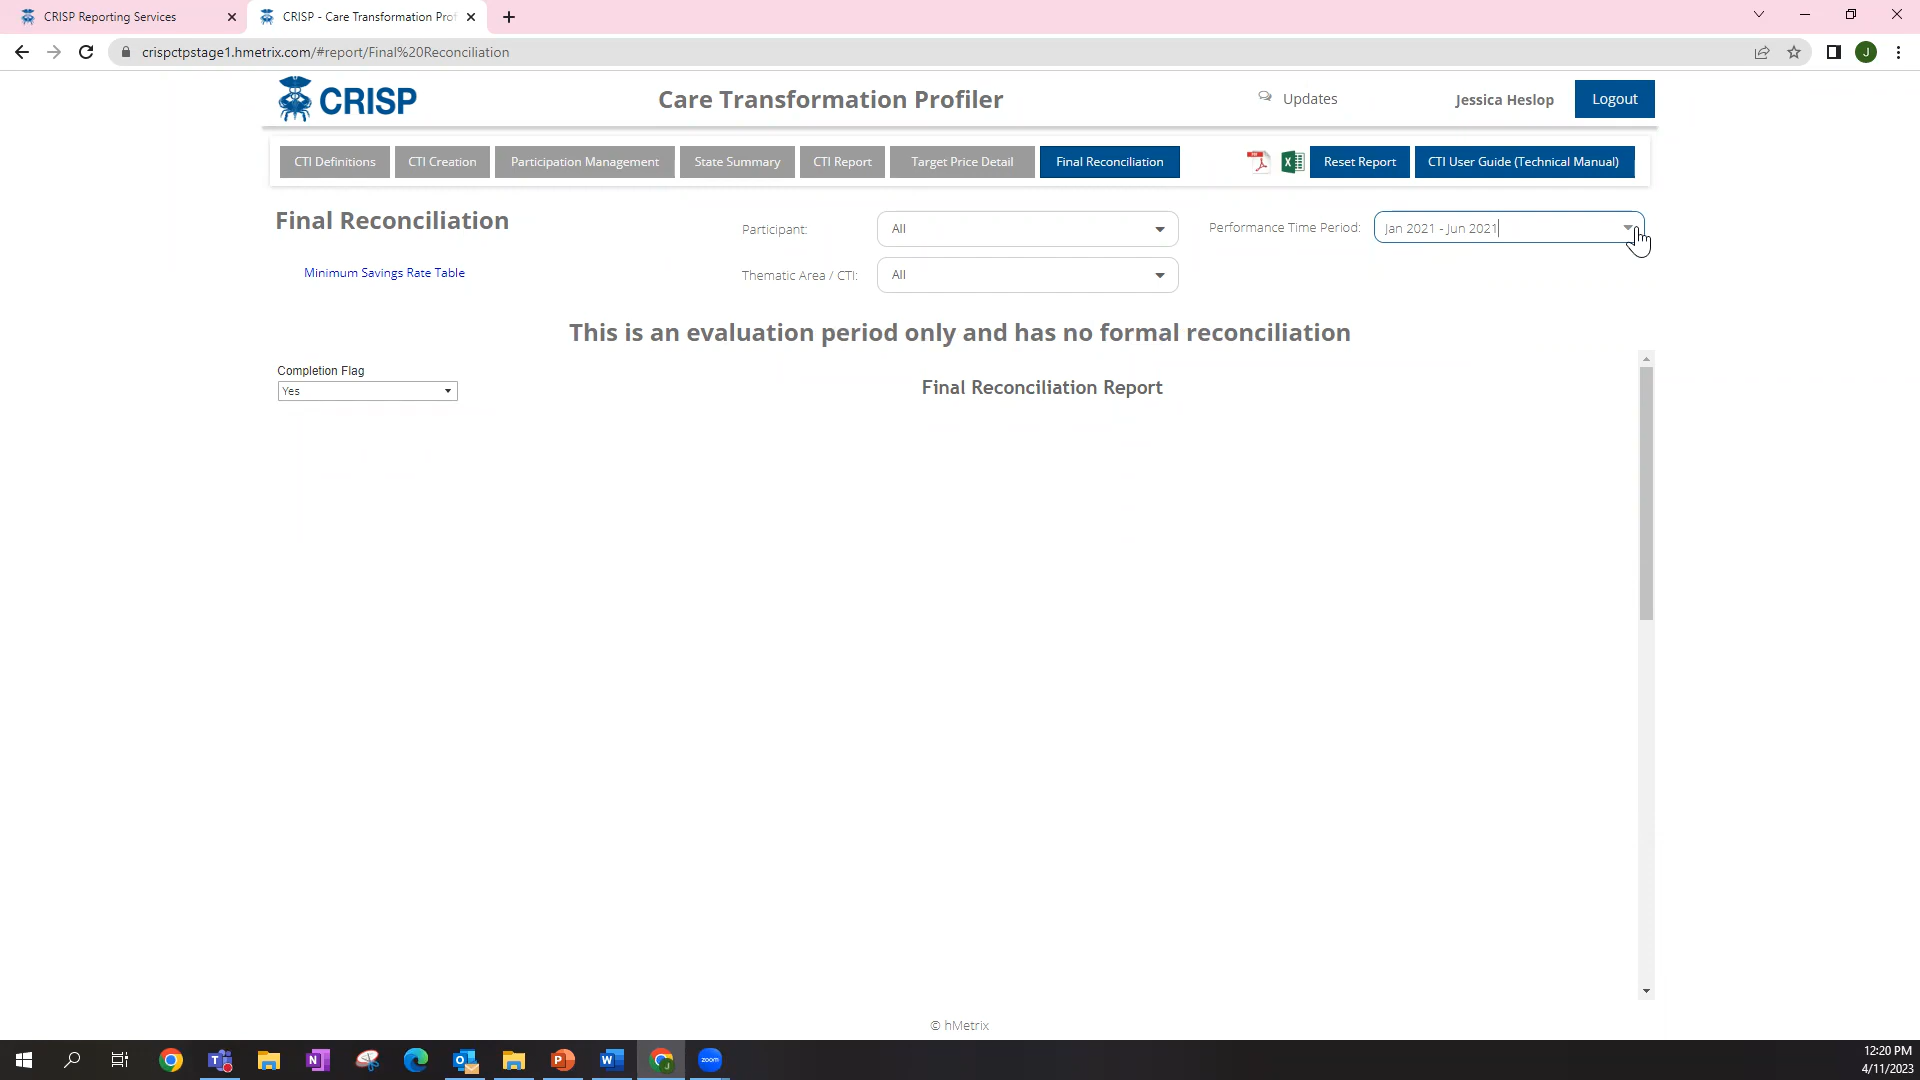 CRISP Reporting Services
CRISP - Care Transformation Prof
crispctpstage1.hmetrix.com/#report/Final%20Reconciliation
J
CRISP
Care Transformation Profiler
Updates
Jessica Heslop
Logout
CTI Definitions
CTI Creation
Participation Management
State Summary
CTI Report
Target Price Detail
Final Reconciliation
Reset Report
CTI User Guide (Technical Manual)
Final Reconciliation
Participant:
All
Performance Time Period:
Jan 2021 - Jun 2021
Minimum Savings Rate Table
Thematic Area / CTI:
All
This is an evaluation period only and has no formal reconciliation
Completion Flag
Yes
Final Reconciliation Report
© hMetrix
zoom
12:20 PM
4/11/2023